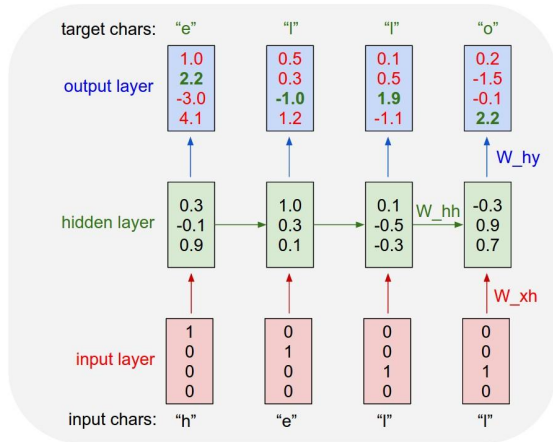 target chars: “e” “l” “l” “o”
output layer
1.0 0.5 0.1 0.2
2.2 0.3 0.5 -1.5
-3.0 -1.0 1.9 -0.1
4.1 1.2 -1.1 2.2
W_hy
hidden layer
0.3 1.0 0.1 -0.3
-0.1 0.3 -0.5 0.9
0.9 0.1 -0.3 0.7
W_hh
W_xh
input layer
1 0 0 0
0 1 0 0
0 0 1 1
0 0 0 0
input chars: “h” “e” “l” “l”